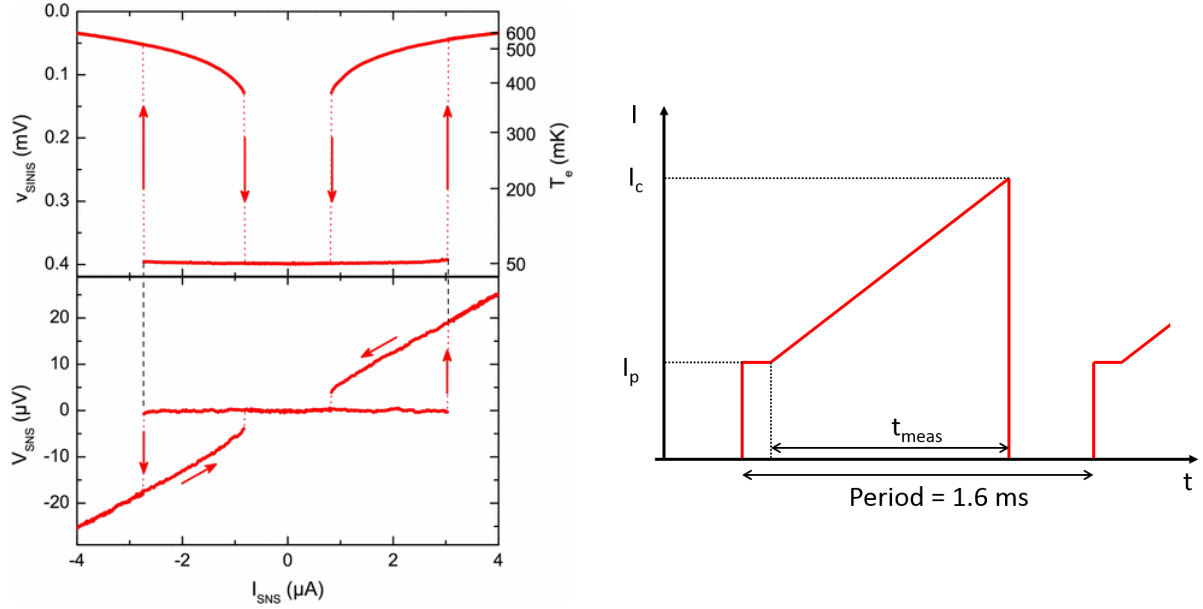 0.0
0.1
0.2
0.3
0.4
v_SINIS (mV)
600
500
400
300
200
50
T_e (mK)
20
10
0
-10
-20
V_SNS (µV)
-4
-2
0
2
4
I_SNS (µA)
I
I_c
I_p
t_meas
Period = 1.6 ms
t